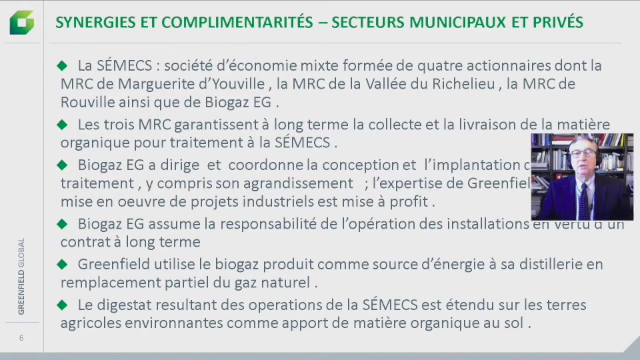 SYNERGIES ET COMPLIMENTARITÉS – SECTEURS MUNICIPAUX ET PRIVÉS
La SÉMECS : société d’économie mixte formée de quatre actionnaires dont la
MRC de Marguerite d’Youville , la MRC de la Vallée du Richelieu , la MRC de
Rouville ainsi que de Biogaz EG .
Les trois MRC garantissent à long terme la collecte et la livraison de la matière
organique pour traitement à la SÉMECS .
Biogaz EG a dirige et coordonne la conception et l’implantation
traitement , y compris son agrandissement ; l’expertise de Greenfiel
mise en oeuvre de projets industriels est mise à profit .
Biogaz EG assume la responsabilité de l’opération des installations en vertu d’un
contrat à long terme
Greenfield utilise le biogaz produit comme source d’énergie à sa distillerie en
remplacement partiel du gaz naturel .
Le digestat resultant des operations de la SÉMECS est étendu sur les terres
agricoles environnantes comme apport de matière organique au sol .
GREENFIELD GLOBAL
6